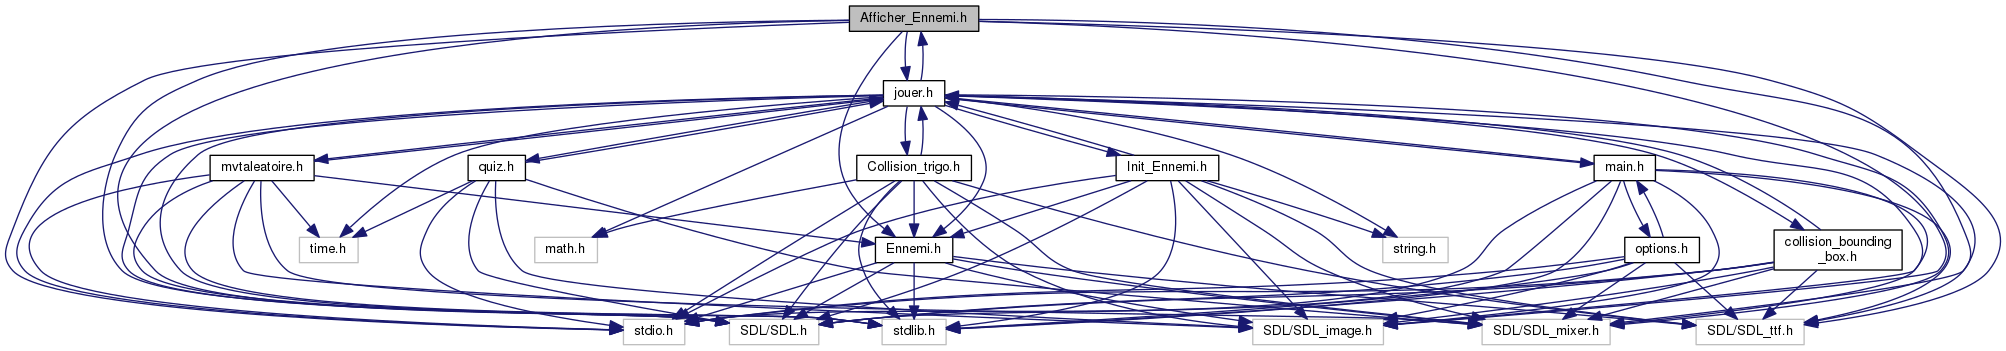 Afficher_Ennemi.h
jouer.h
mvtaleatoire.h
quiz.h
Collision_trigo.h
Init_Ennemi.h
main.h
time.h
math.h
Ennemi.h
string.h
options.h
collision_bounding
_box.h
stdio.h
SDL/SDL.h
stdlib.h
SDL/SDL_image.h
SDL/SDL_mixer.h
SDL/SDL_ttf.h